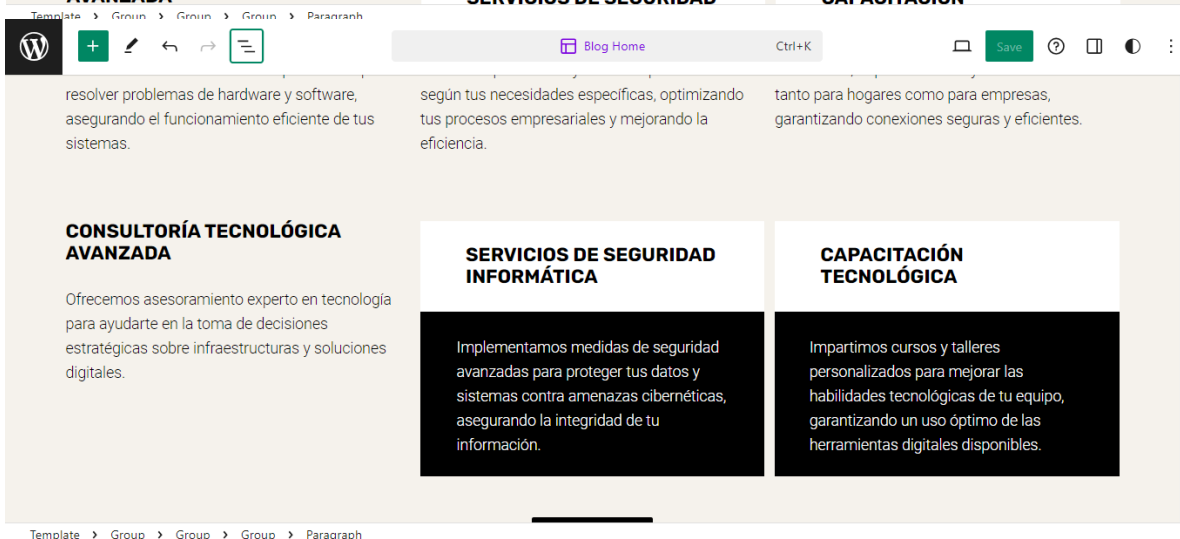 AVANZADA
SERVICIOS DE SEGURIDAD
CAPACITACIÓN
Template > Group > Group > Group > Paragraph
Blog Home
Ctrl+K
Save
resolver problemas de hardware y software,
asegurando el funcionamiento eficiente de tus
sistemas.
según tus necesidades específicas, optimizando
tus procesos empresariales y mejorando la
eficiencia.
tanto para hogares como para empresas,
garantizando conexiones seguras y eficientes.
CONSULTORÍA TECNOLÓGICA
AVANZADA
Ofrecemos asesoramiento experto en tecnología
para ayudarte en la toma de decisiones
estratégicas sobre infraestructuras y soluciones
digitales.
SERVICIOS DE SEGURIDAD
INFORMÁTICA
Implementamos medidas de seguridad
avanzadas para proteger tus datos y
sistemas contra amenazas cibernéticas,
asegurando la integridad de tu
información.
CAPACITACIÓN
TECNOLÓGICA
Impartimos cursos y talleres
personalizados para mejorar las
habilidades tecnológicas de tu equipo,
garantizando un uso óptimo de las
herramientas digitales disponibles.
Template > Group > Group > Group > Paragraph